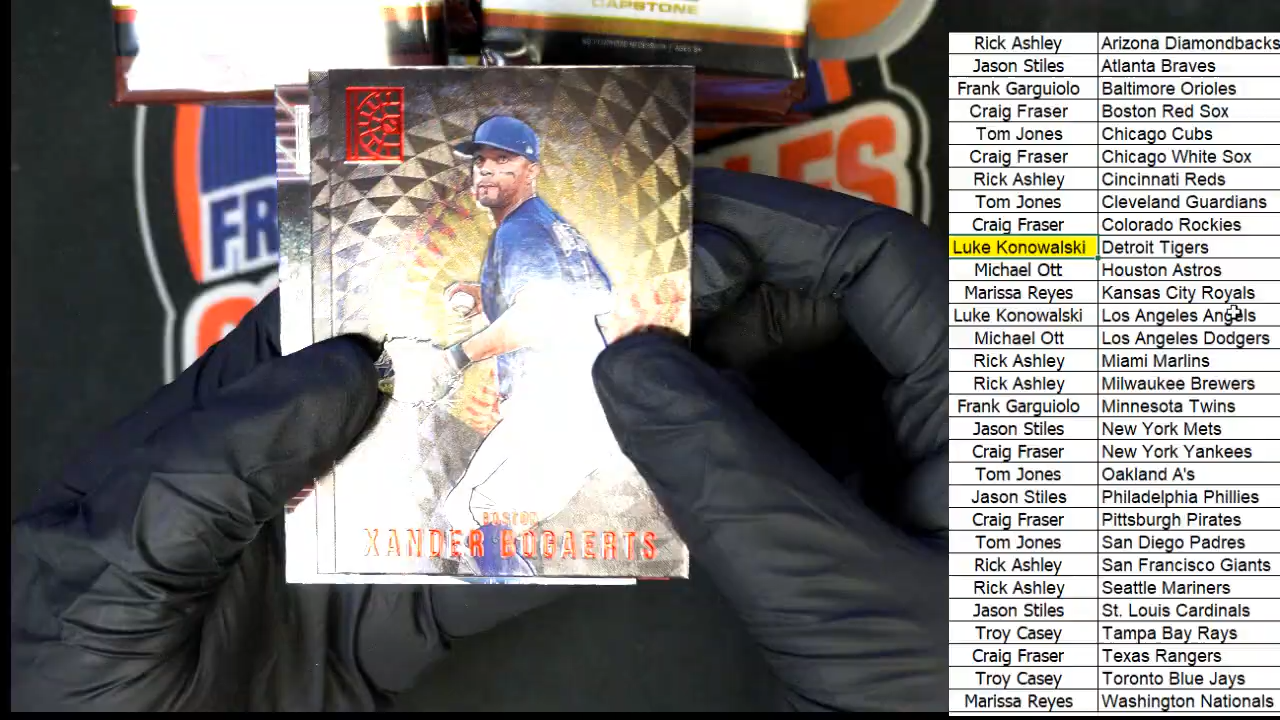 CAPSTONE
FR
LES
BOSTON
XANDER BOGAERTS
Rick Ashley Arizona Diamondbacks
Jason Stiles Atlanta Braves
Frank Garguiolo Baltimore Orioles
Craig Fraser Boston Red Sox
Tom Jones Chicago Cubs
Craig Fraser Chicago White Sox
Rick Ashley Cincinnati Reds
Tom Jones Cleveland Guardians
Craig Fraser Colorado Rockies
Luke Konowalski Detroit Tigers
Michael Ott Houston Astros
Marissa Reyes Kansas City Royals
Luke Konowalski Los Angeles Angels
Michael Ott Los Angeles Dodgers
Rick Ashley Miami Marlins
Rick Ashley Milwaukee Brewers
Frank Garguiolo Minnesota Twins
Jason Stiles New York Mets
Craig Fraser New York Yankees
Tom Jones Oakland A's
Jason Stiles Philadelphia Phillies
Craig Fraser Pittsburgh Pirates
Tom Jones San Diego Padres
Rick Ashley San Francisco Giants
Rick Ashley Seattle Mariners
Jason Stiles St. Louis Cardinals
Troy Casey Tampa Bay Rays
Craig Fraser Texas Rangers
Troy Casey Toronto Blue Jays
Marissa Reyes Washington Nationals